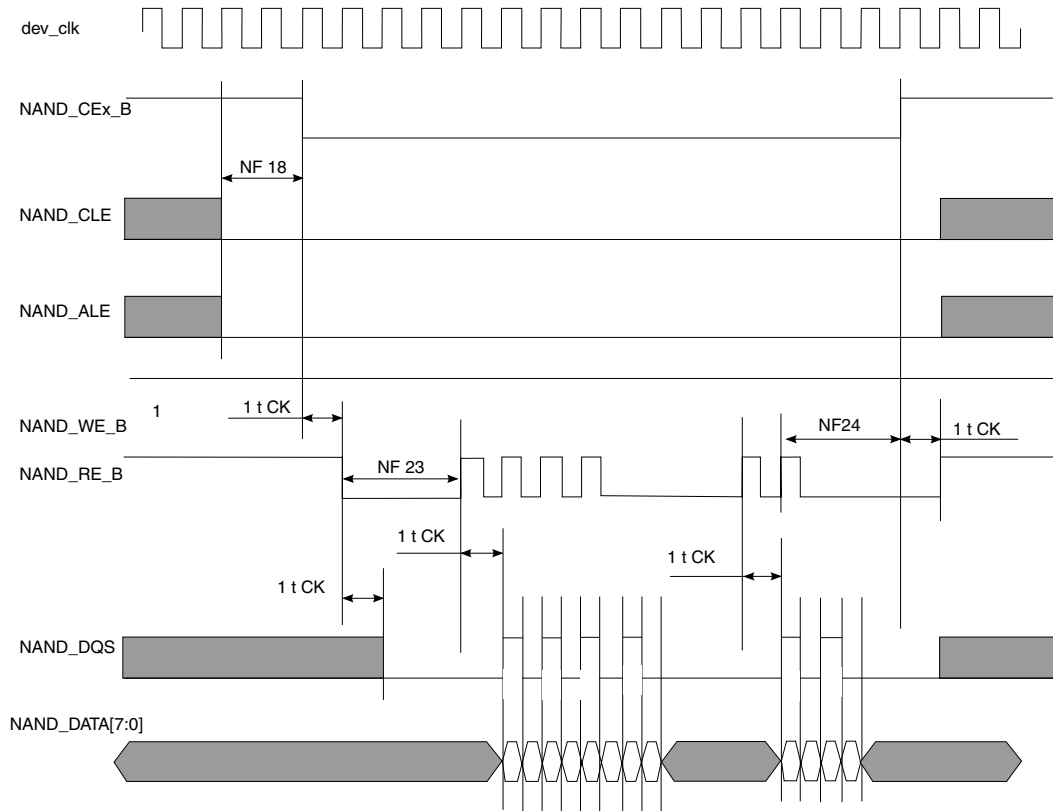 dev_clk
NAND_CEx_B
NF 18
NAND_CLE
NAND_ALE
1
1 t CK
NAND_WE_B
NF24
1 t CK
NF 23
NAND_RE_B
1 t CK
1 t CK
1 t CK
NAND_DQS
NAND_DATA[7:0]